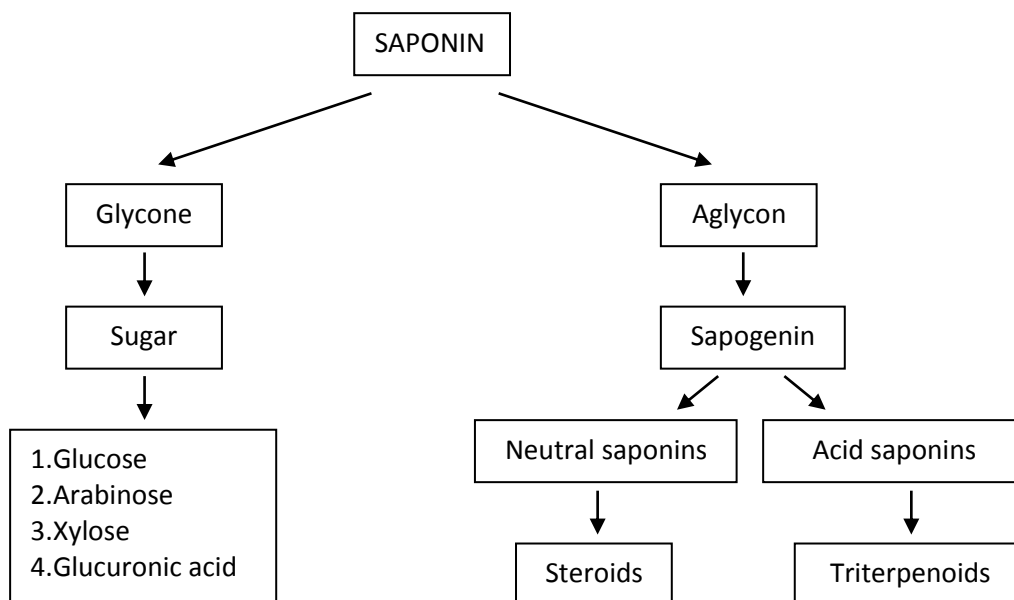 SAPONIN
Glycone
Aglycon
Sugar
Sapogenin
Neutral saponins
Acid saponins
1.Glucose
2.Arabinose
3.Xylose
4.Glucuronic acid
Steroids
Triterpenoids